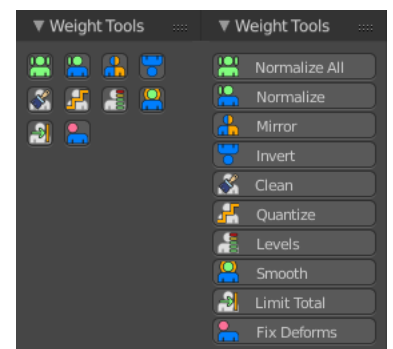 Weight Tools
Weight Tools
Normalize All
Normalize
Mirror
Invert
Clean
Quantize
Levels
Smooth
Limit Total
Fix Deforms